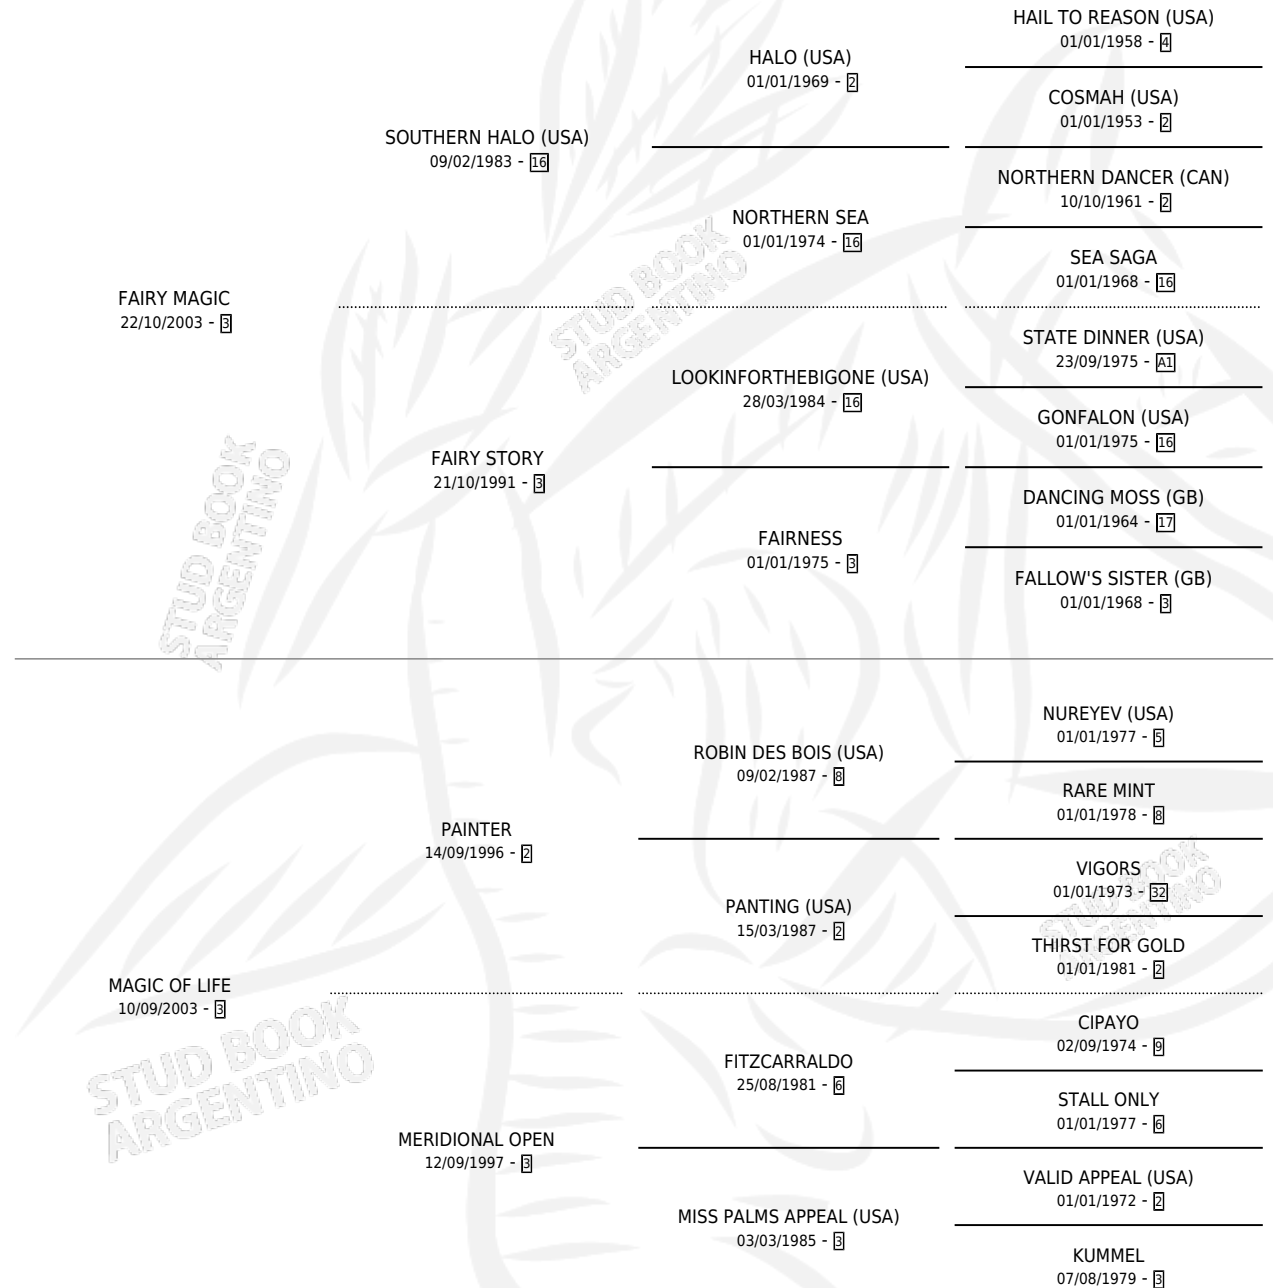 HAIL TO REASON (USA)
01/01/1958 - 4
HALO (USA)
01/01/1969 - 2
COSMAH (USA)
01/01/1953 - 2
SOUTHERN HALO (USA)
09/02/1983 - 16
NORTHERN DANCER (CAN)
10/10/1961 - 2
NORTHERN SEA
01/01/1974 - 16
SEA SAGA
01/01/1968 - 16
FAIRY MAGIC
22/10/2003 - 3
STATE DINNER (USA)
23/09/1975 - A1
LOOKINFORTHEBIGONE (USA)
28/03/1984 - 16
GONFALON (USA)
01/01/1975 - 16
FAIRY STORY
21/10/1991 - 3
DANCING MOSS (GB)
01/01/1964 - 17
FAIRNESS
01/01/1975 - 3
FALLOW'S SISTER (GB)
01/01/1968 - 3
STUD BOOK
ARGENTINO
STUD BOOK
ARGENTINO
NUREYEV (USA)
01/01/1977 - 5
ROBIN DES BOIS (USA)
09/02/1987 - 8
RARE MINT
01/01/1978 - 8
PAINTER
14/09/1996 - 2
VIGORS
01/01/1973 - 32
PANTING (USA)
15/03/1987 - 2
THIRST FOR GOLD
01/01/1981 - 2
MAGIC OF LIFE
10/09/2003 - 3
CIPAYO
02/09/1974 - 9
FITZCARRALDO
25/08/1981 - 6
STALL ONLY
01/01/1977 - 6
MERIDIONAL OPEN
12/09/1997 - 3
VALID APPEAL (USA)
01/01/1972 - 2
MISS PALMS APPEAL (USA)
03/03/1985 - 3
KUMMEL
07/08/1979 - 3
STUD BOOK
ARGENTINO
STUD BOOK
ARGENTINO